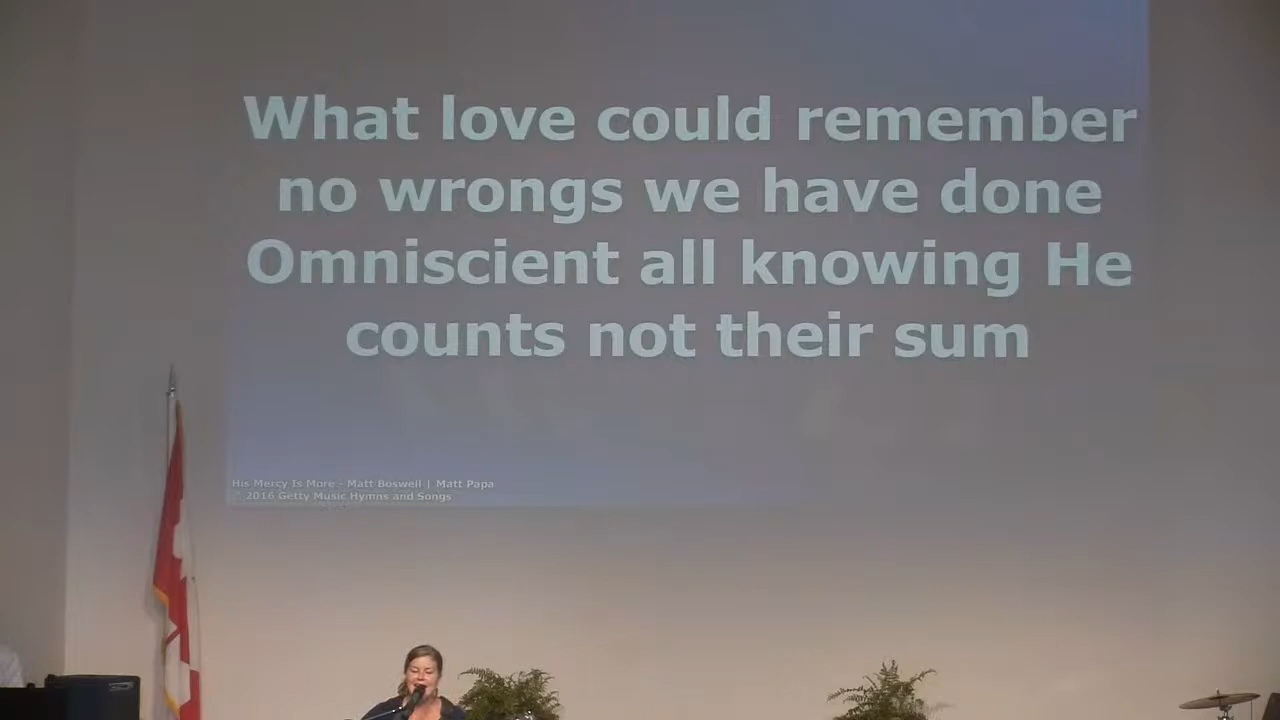 What love could remember
no wrongs we have done
Omniscient all knowing He
counts not their sum
His Mercy Is More - Matt Boswell | Matt Papa
© 2016 Getty Music Hymns and Songs